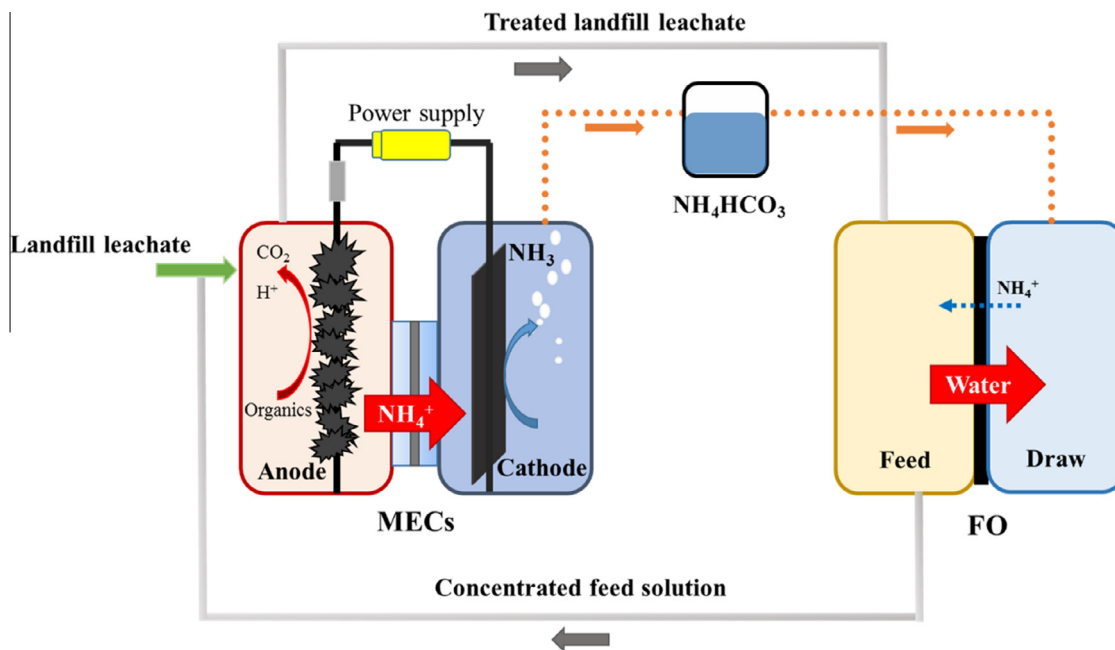 Treated landfill leachate
Power supply
NH₄HCO₃
Landfill leachate
CO₂
H⁺
Organics
Anode
NH₄⁺
NH₃
Cathode
MECs
NH₄⁺
Water
Feed
Draw
FO
Concentrated feed solution